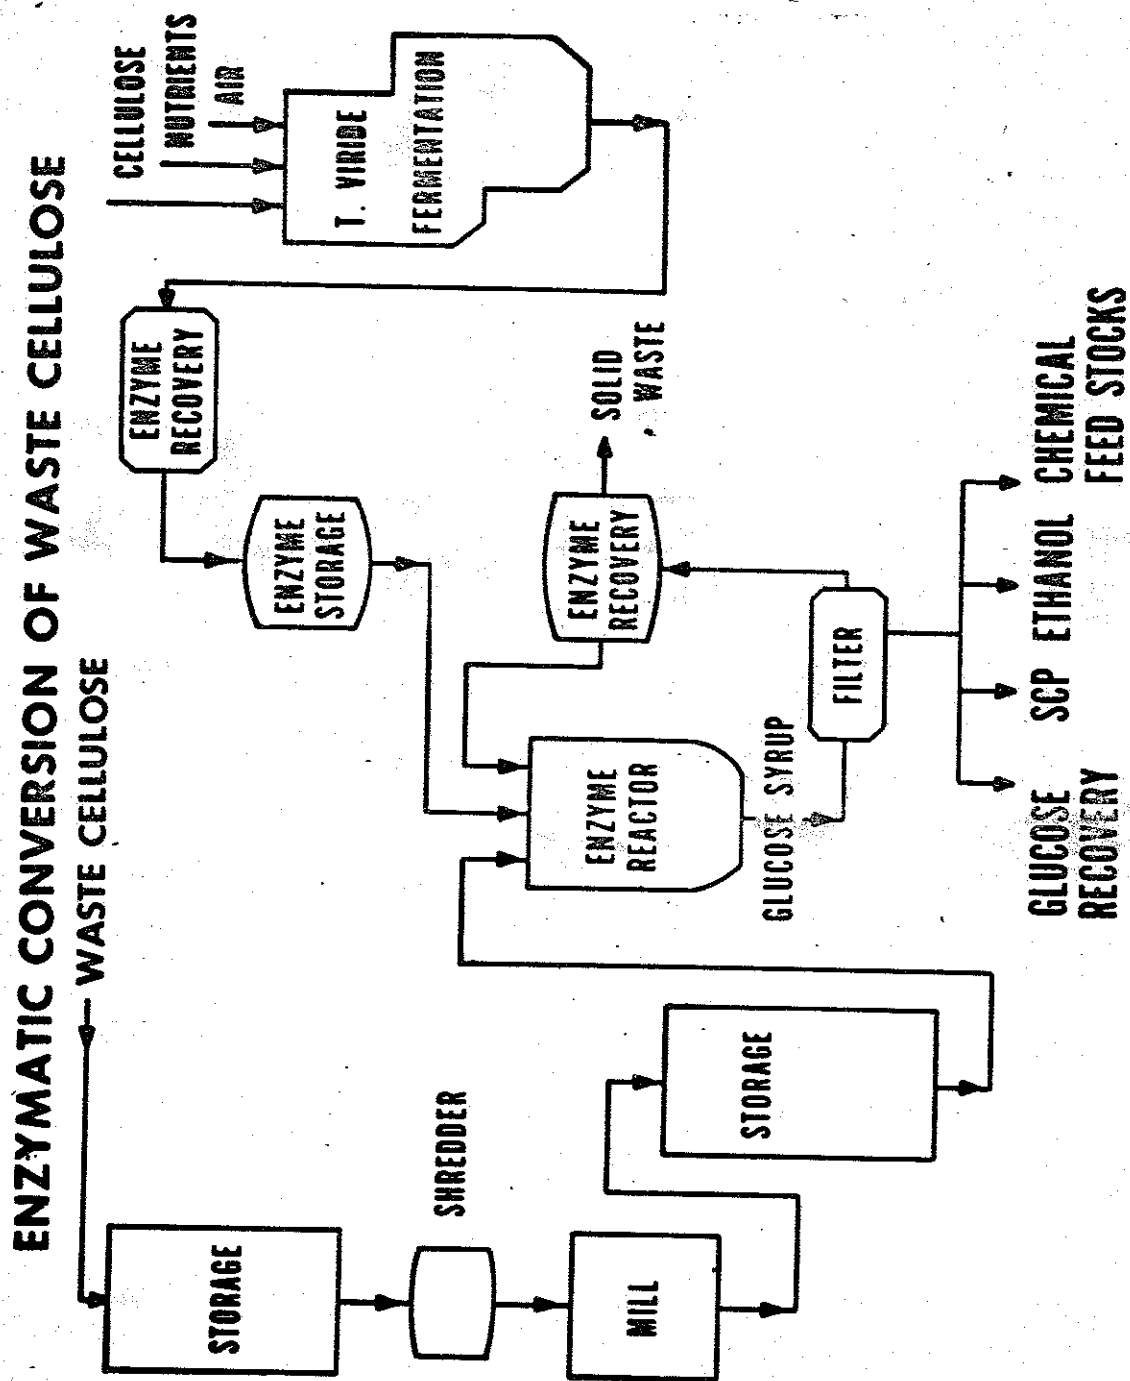 ENZYMATIC CONVERSION OF WASTE CELLULOSE
WASTE CELLULOSE
CELLULOSE
NUTRIENTS
AIR
STORAGE
SHREDDER
MILL
STORAGE
ENZYME
RECOVERY
T. VIRIDE
FERMENTATION
ENZYME
STORAGE
ENZYME
REACTOR
ENZYME
RECOVERY
SOLID
WASTE
GLUCOSE SYRUP
FILTER
GLUCOSE
RECOVERY
SCP
ETHANOL
CHEMICAL
FEED STOCKS